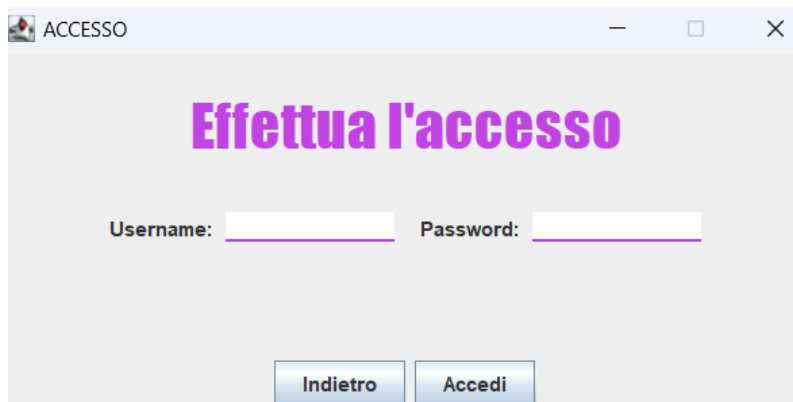 ACCESSO
Effettua l'accesso
Username: Password:
Indietro Accedi